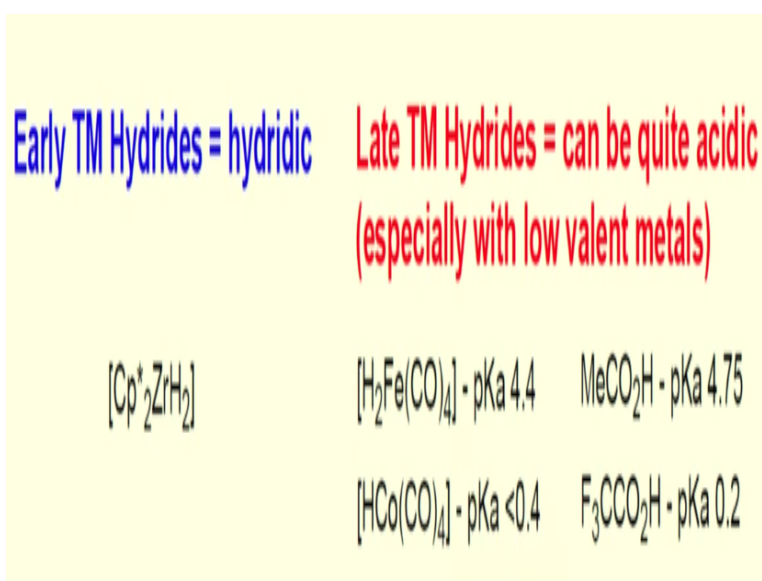 Early TM Hydrides = hydridic
Late TM Hydrides = can be quite acidic
(especially with low valent metals)
[Cp*₂ZrH₂]
[H₂Fe(CO)₄] - pKa 4.4
MeCO₂H - pKa 4.75
[HCo(CO)₄] - pKa <0.4
F₃CCO₂H - pKa 0.2